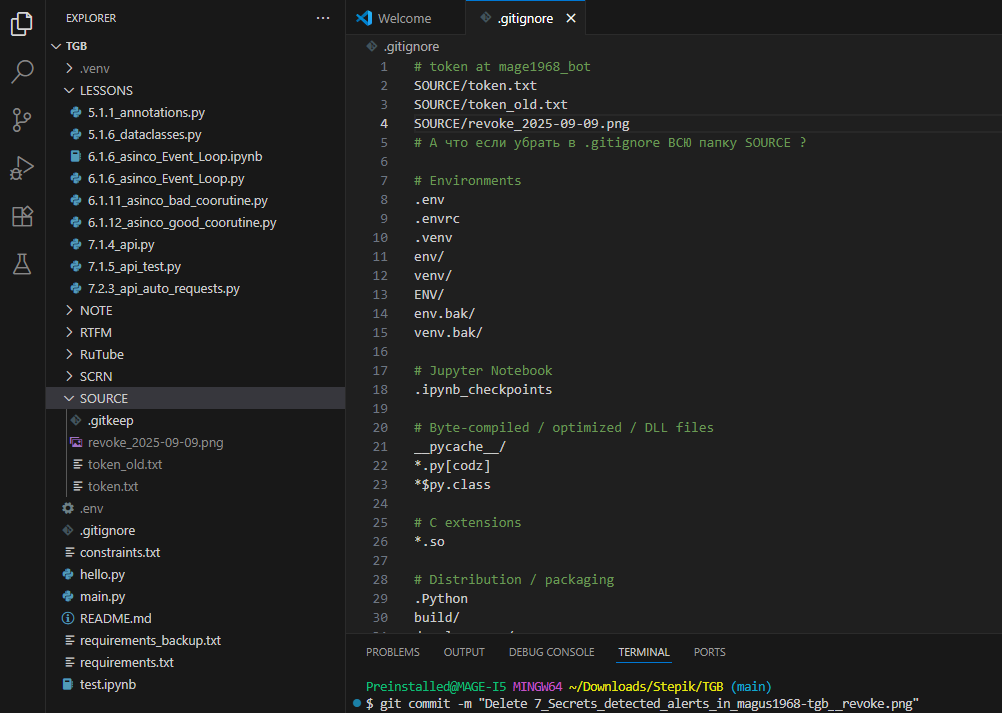 EXPLORER
TGB
.venv
LESSONS
5.1.1_annotations.py
5.1.6_dataclasses.py
6.1.6_asinco_Event_Loop.ipynb
6.1.6_asinco_Event_Loop.py
6.1.11_asinco_bad_coorutine.py
6.1.12_asinco_good_coorutine.py
7.1.4_api.py
7.1.5_api_test.py
7.2.3_api_auto_requests.py
NOTE
RTFM
RuTube
SCRN
SOURCE
.gitkeep
revoke_2025-09-09.png
token_old.txt
token.txt
.env
.gitignore
constraints.txt
hello.py
main.py
README.md
requirements_backup.txt
requirements.txt
test.ipynb
Welcome
.gitignore
.gitignore
1 # token at mage1968_bot
2 SOURCE/token.txt
3 SOURCE/token_old.txt
4 SOURCE/revoke_2025-09-09.png
5 # А что если убрать в .gitignore ВСЮ папку SOURCE ?
6
7 # Environments
8 .env
9 .envrc
10 .venv
11 env/
12 venv/
13 ENV/
14 env.bak/
15 venv.bak/
16
17 # Jupyter Notebook
18 .ipynb_checkpoints
19
20 # Byte-compiled / optimized / DLL files
21 __pycache__/
22 *.py[codz]
23 *$py.class
24
25 # C extensions
26 *.so
27
28 # Distribution / packaging
29 .Python
30 build/
PROBLEMS OUTPUT DEBUG CONSOLE TERMINAL PORTS
Preinstalled@MAGE-I5 MINGW64 ~/Downloads/Stepik/TGB (main)
$ git commit -m "Delete 7_Secrets_detected_alerts_in_magus1968-tgb__revoke.png"